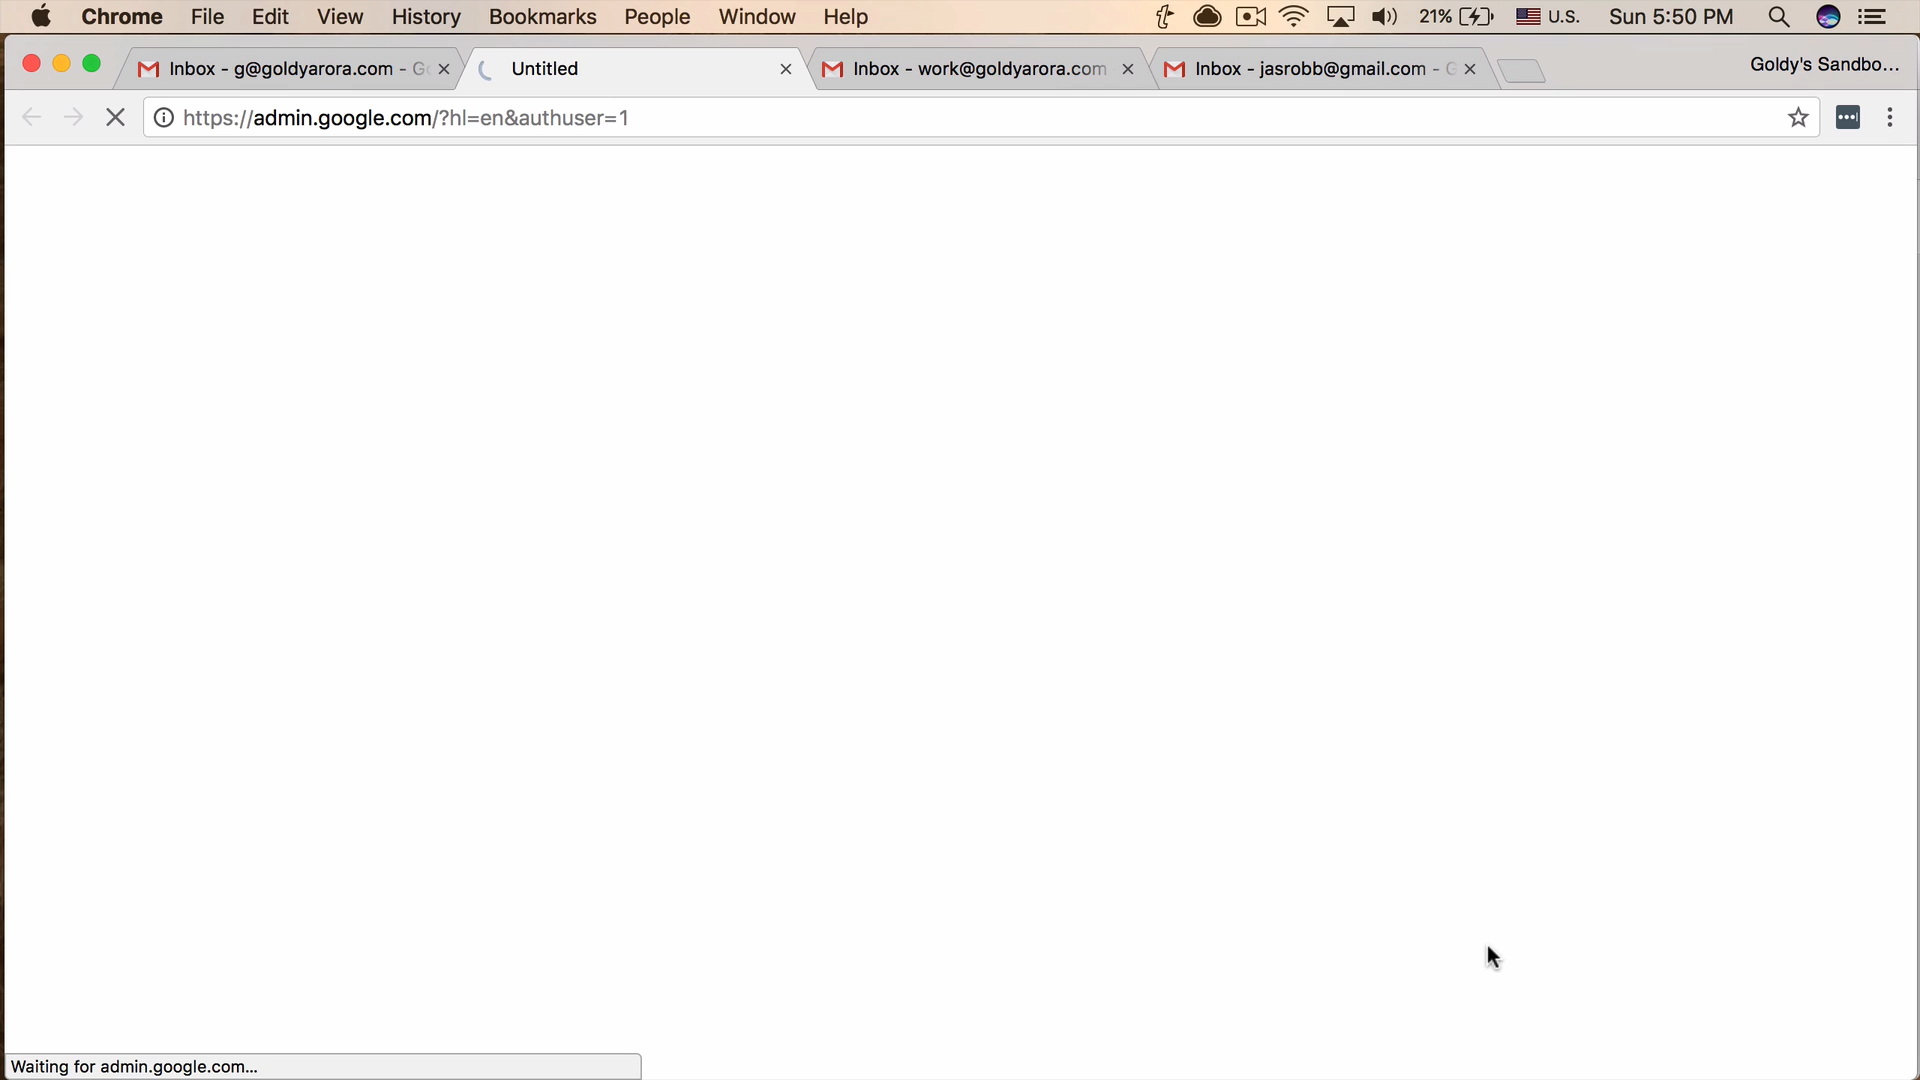 Chrome File Edit View History Bookmarks People Window Help 21% U.S. Sun 5:50 PM
Inbox - g@goldyarora.com - Go Untitled Inbox - work@goldyarora.com Inbox - jasrobb@gmail.com - G Goldy's Sandbo...
https://admin.google.com/?hl=en&authuser=1
Waiting for admin.google.com...